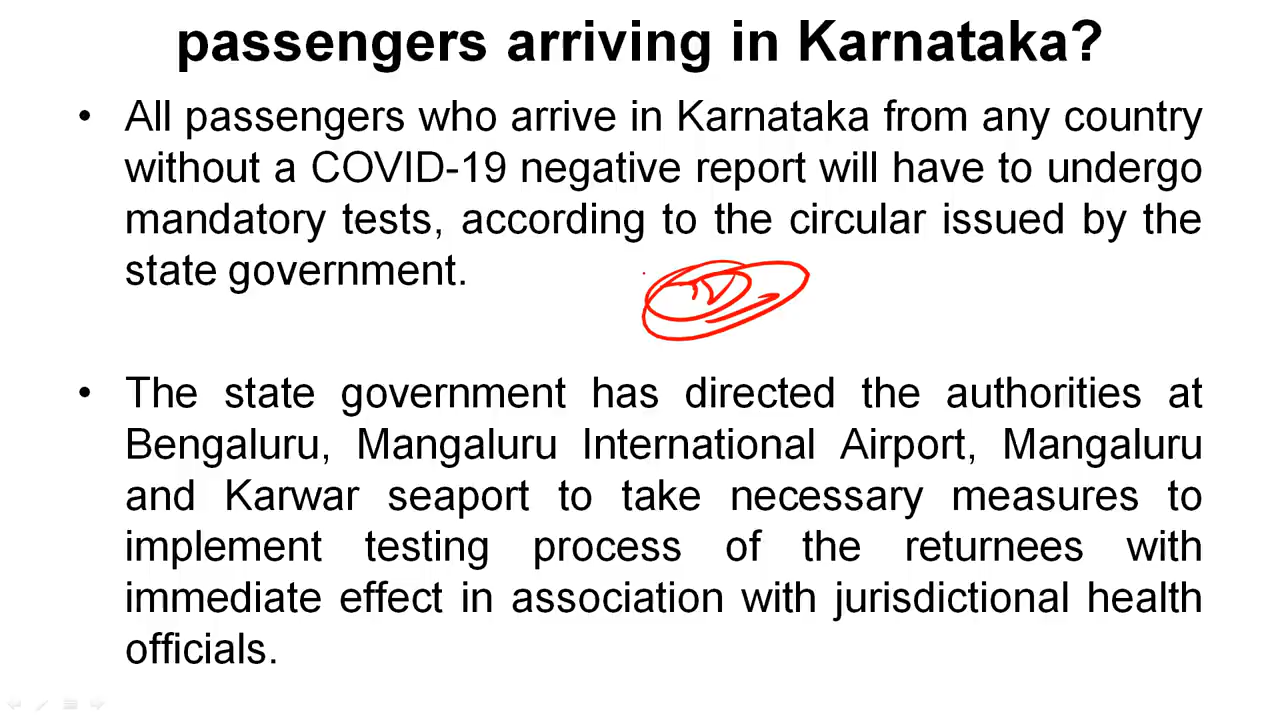 passengers arriving in Karnataka?
• All passengers who arrive in Karnataka from any country
without a COVID-19 negative report will have to undergo
mandatory tests, according to the circular issued by the
state government.
• The state government has directed the authorities at
Bengaluru, Mangaluru International Airport, Mangaluru
and Karwar seaport to take necessary measures to
implement testing process of the returnees with
immediate effect in association with jurisdictional health
officials.